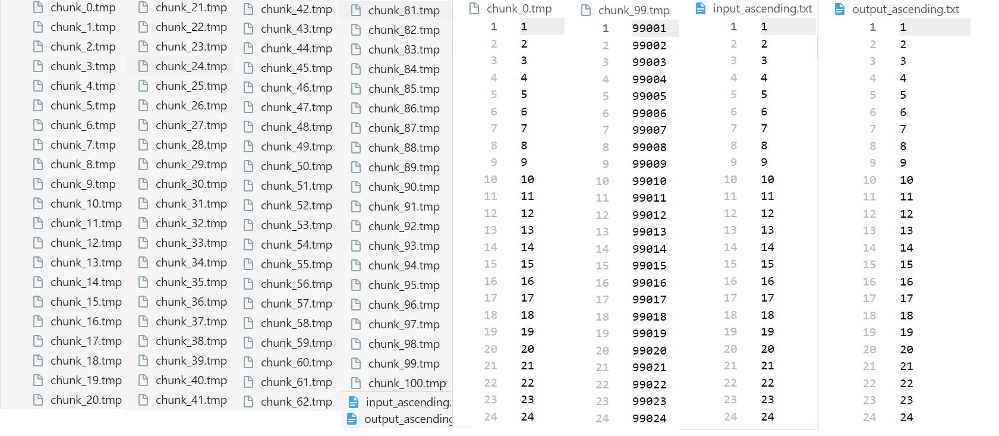 chunk_0.tmp
chunk_1.tmp
chunk_2.tmp
chunk_3.tmp
chunk_4.tmp
chunk_5.tmp
chunk_6.tmp
chunk_7.tmp
chunk_8.tmp
chunk_9.tmp
chunk_10.tmp
chunk_11.tmp
chunk_12.tmp
chunk_13.tmp
chunk_14.tmp
chunk_15.tmp
chunk_16.tmp
chunk_17.tmp
chunk_18.tmp
chunk_19.tmp
chunk_20.tmp
chunk_21.tmp
chunk_22.tmp
chunk_23.tmp
chunk_24.tmp
chunk_25.tmp
chunk_26.tmp
chunk_27.tmp
chunk_28.tmp
chunk_29.tmp
chunk_30.tmp
chunk_31.tmp
chunk_32.tmp
chunk_33.tmp
chunk_34.tmp
chunk_35.tmp
chunk_36.tmp
chunk_37.tmp
chunk_38.tmp
chunk_39.tmp
chunk_40.tmp
chunk_41.tmp
chunk_42.tmp
chunk_43.tmp
chunk_44.tmp
chunk_45.tmp
chunk_46.tmp
chunk_47.tmp
chunk_48.tmp
chunk_49.tmp
chunk_50.tmp
chunk_51.tmp
chunk_52.tmp
chunk_53.tmp
chunk_54.tmp
chunk_55.tmp
chunk_56.tmp
chunk_57.tmp
chunk_58.tmp
chunk_59.tmp
chunk_60.tmp
chunk_61.tmp
chunk_62.tmp
chunk_81.tmp
chunk_82.tmp
chunk_83.tmp
chunk_84.tmp
chunk_85.tmp
chunk_86.tmp
chunk_87.tmp
chunk_88.tmp
chunk_89.tmp
chunk_90.tmp
chunk_91.tmp
chunk_92.tmp
chunk_93.tmp
chunk_94.tmp
chunk_95.tmp
chunk_96.tmp
chunk_97.tmp
chunk_98.tmp
chunk_99.tmp
chunk_100.tmp
input_ascending.
output_ascending
chunk_0.tmp
1 1
2 2
3 3
4 4
5 5
6 6
7 7
8 8
9 9
10 10
11 11
12 12
13 13
14 14
15 15
16 16
17 17
18 18
19 19
20 20
21 21
22 22
23 23
24 24
chunk_99.tmp
1 99001
2 99002
3 99003
4 99004
5 99005
6 99006
7 99007
8 99008
9 99009
10 99010
11 99011
12 99012
13 99013
14 99014
15 99015
16 99016
17 99017
18 99018
19 99019
20 99020
21 99021
22 99022
23 99023
24 99024
input_ascending.txt
1 1
2 2
3 3
4 4
5 5
6 6
7 7
8 8
9 9
10 10
11 11
12 12
13 13
14 14
15 15
16 16
17 17
18 18
19 19
20 20
21 21
22 22
23 23
24 24
output_ascending.txt
1 1
2 2
3 3
4 4
5 5
6 6
7 7
8 8
9 9
10 10
11 11
12 12
13 13
14 14
15 15
16 16
17 17
18 18
19 19
20 20
21 21
22 22
23 23
24 24